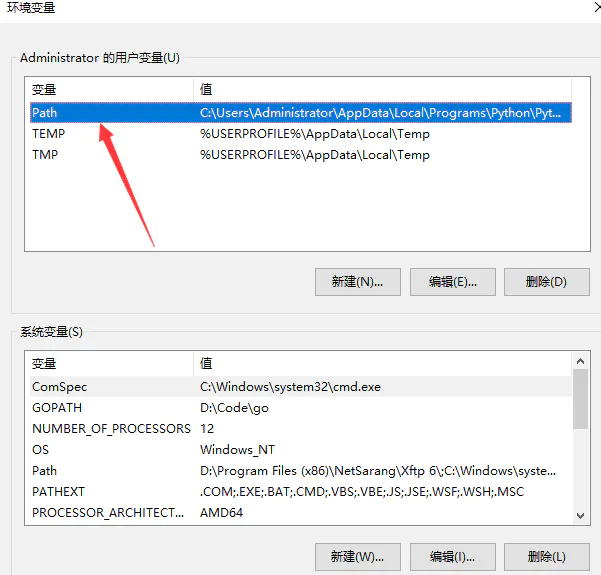 环境变量
Administrator 的用户变量(U)
变量 值
Path C:\Users\Administrator\AppData\Local\Programs\Python\Pyt...
TEMP %USERPROFILE%\AppData\Local\Temp
TMP %USERPROFILE%\AppData\Local\Temp
新建(N)... 编辑(E)... 删除(D)
系统变量(S)
变量 值
ComSpec C:\Windows\system32\cmd.exe
GOPATH D:\Code\go
NUMBER_OF_PROCESSORS 12
OS Windows_NT
Path D:\Program Files (x86)\NetSarang\Xftp 6\;C:\Windows\syste...
PATHEXT .COM;.EXE;.BAT;.CMD;.VBS;.VBE;.JS;.JSE;.WSF;.WSH;.MSC
PROCESSOR_ARCHITECT... AMD64
新建(W)... 编辑(I)... 删除(L)